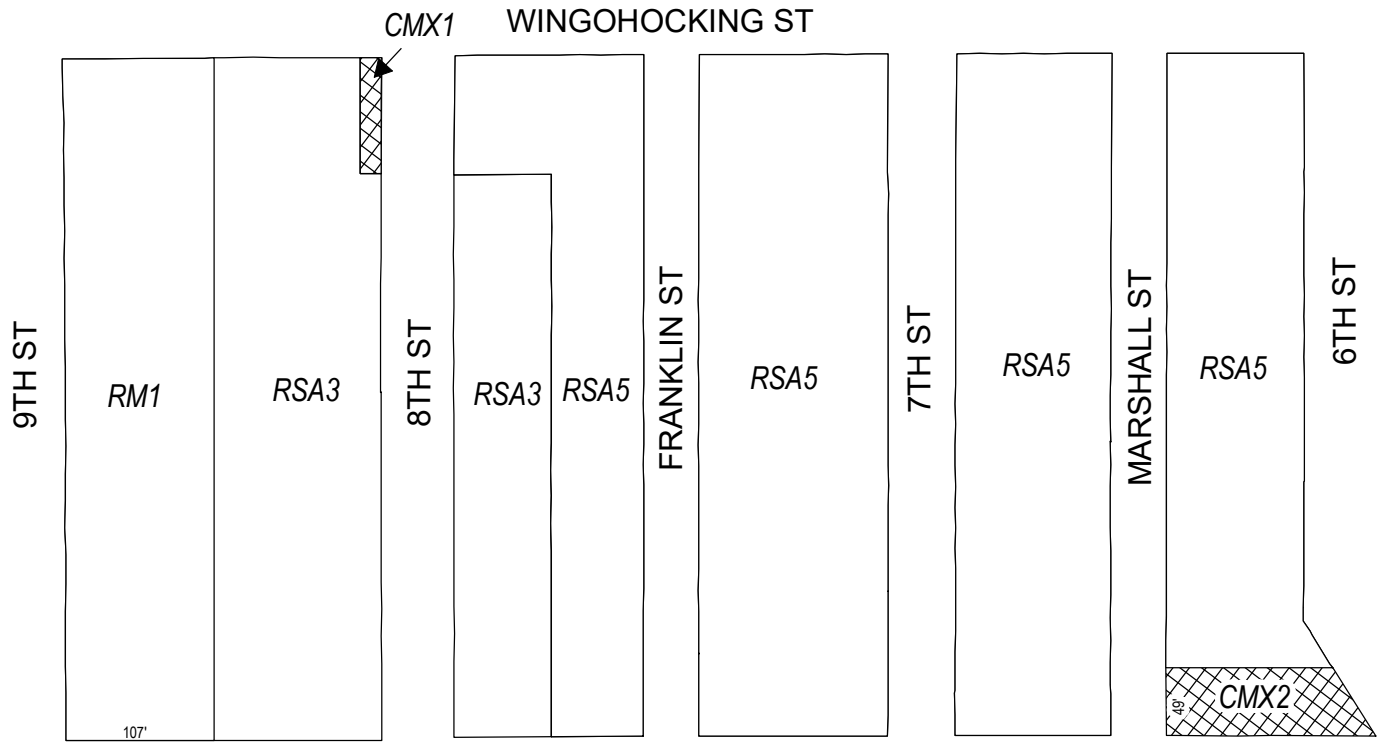 CMX1
WINGOHOCKING ST
9TH ST
RM1
RSA3
8TH ST
RSA3
RSA5
FRANKLIN ST
RSA5
7TH ST
RSA5
MARSHALL ST
RSA5
6TH ST
107'
49'
CMX2